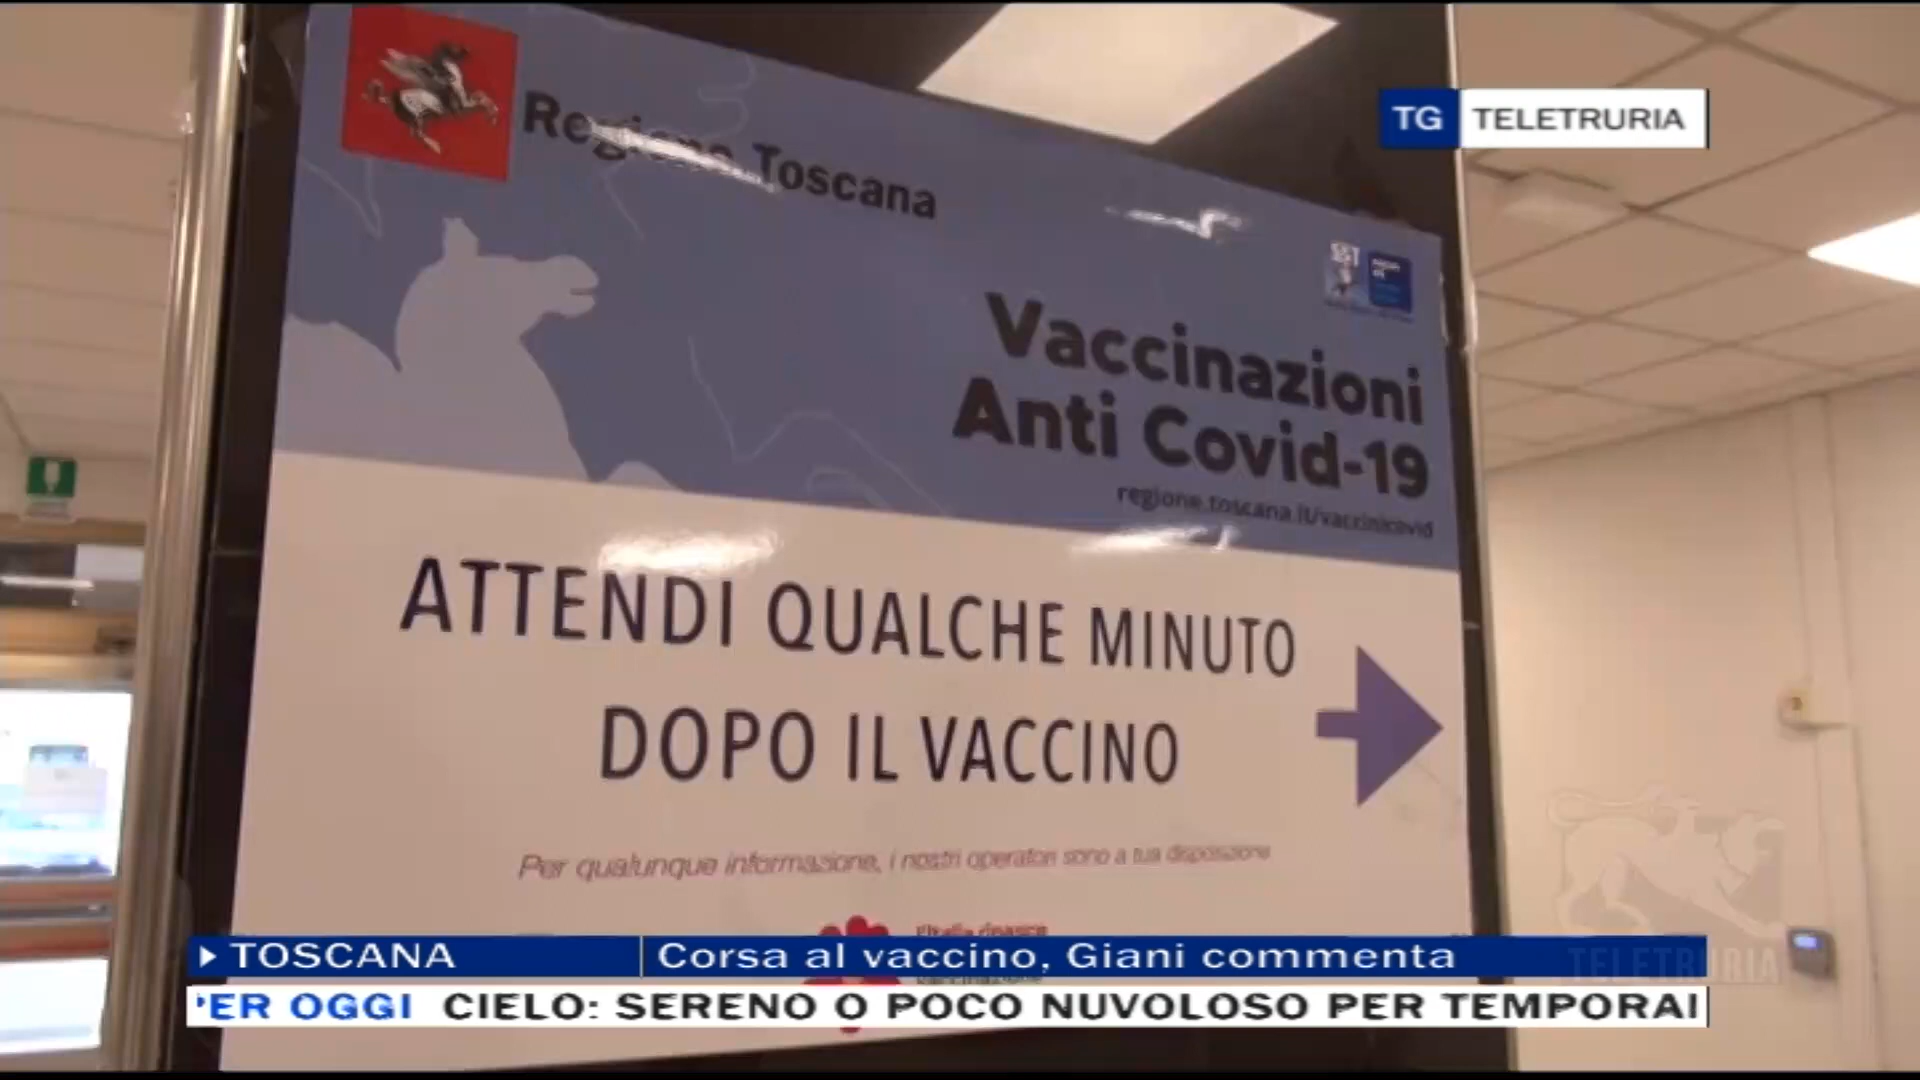 Regione Toscana
TG TELETRURIA
Vaccinazioni
Anti Covid-19
regione.toscana.it/vaccinicovid
ATTENDI QUALCHE MINUTO
DOPO IL VACCINO
Per qualunque informazione, i nostri operatori sono a tua disposizione
TOSCANA Corsa al vaccino, Giani commenta
TELETRURIA
ER OGGI CIELO: SERENO O POCO NUVOLOSO PER TEMPORA